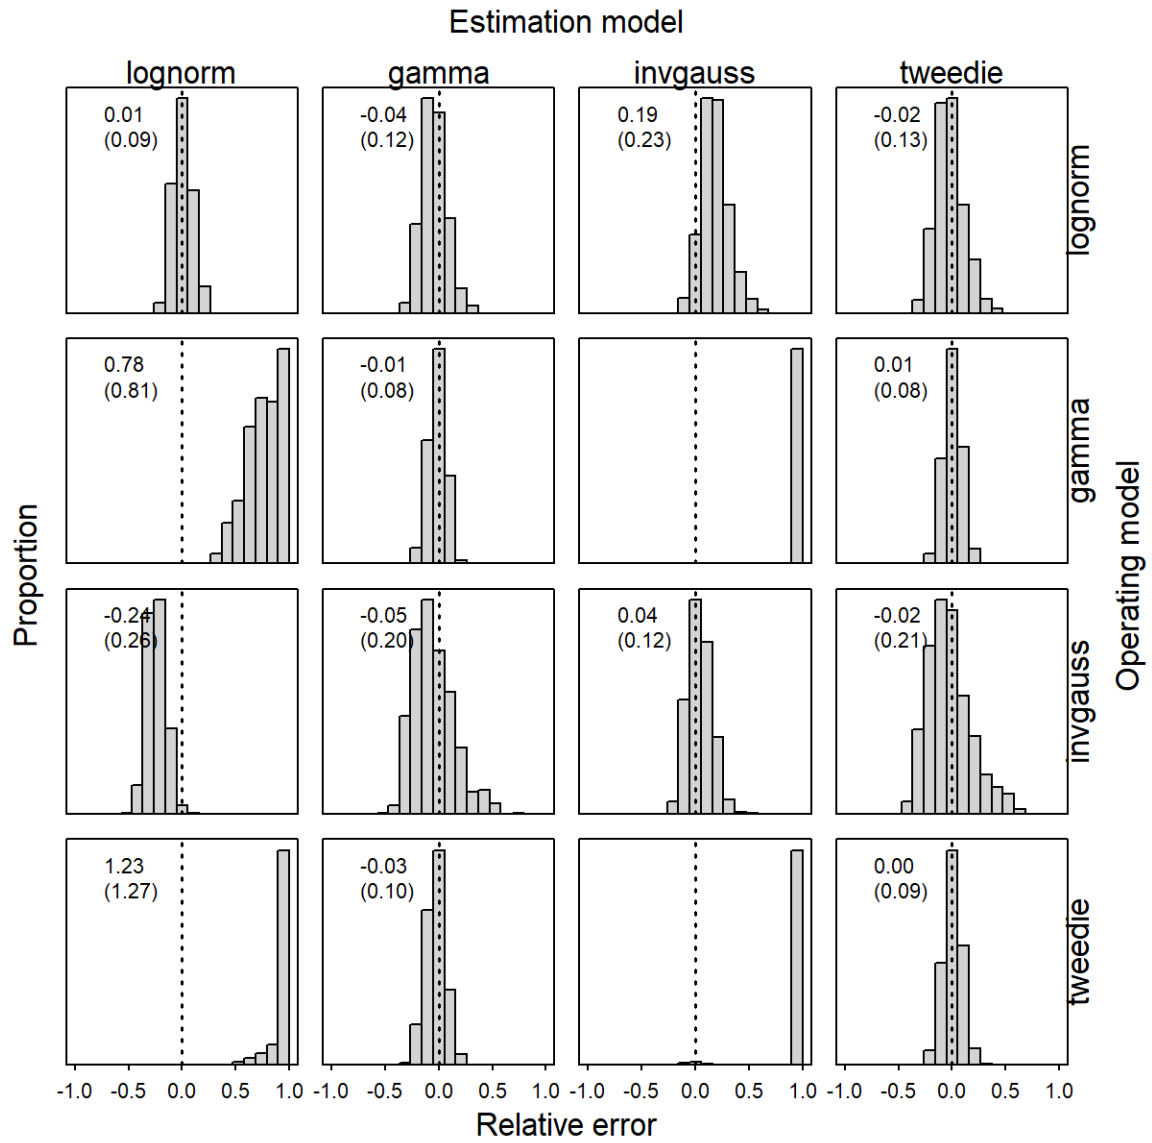 Estimation model
lognorm gamma invgauss tweedie
0.01 -0.04 0.19 -0.02
(0.09) (0.12) (0.23) (0.13)
lognorm
0.78 -0.01 0.01
(0.81) (0.08) (0.08)
gamma
-0.24 -0.05 0.04 -0.02
(0.26) (0.20) (0.12) (0.21)
invgauss
1.23 -0.03 0.00
(1.27) (0.10) (0.09)
tweedie
Proportion
Operating model
-1.0 -0.5 0.0 0.5 1.0 -1.0 -0.5 0.0 0.5 1.0 -1.0 -0.5 0.0 0.5 1.0 -1.0 -0.5 0.0 0.5 1.0
Relative error